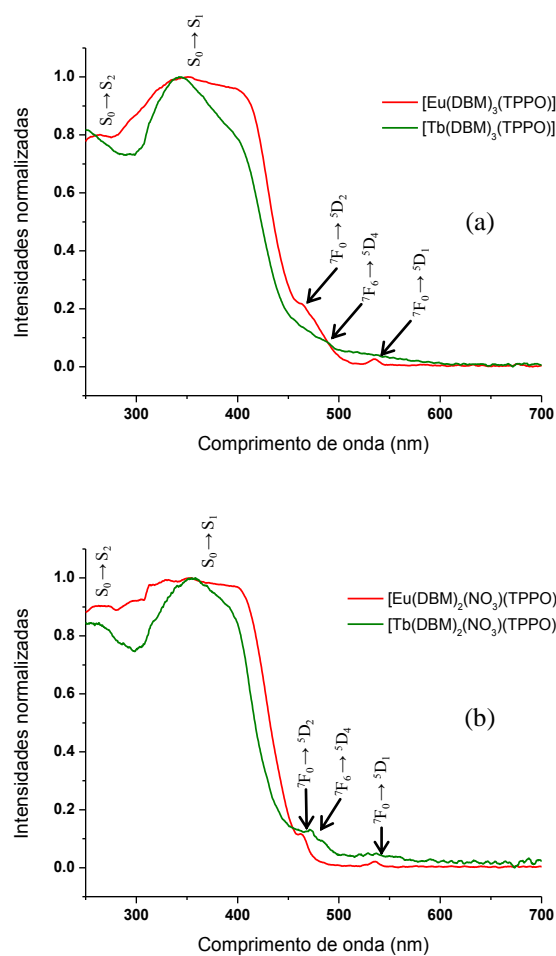 S₀→S₂
S₀→S₁
[Eu(DBM)₃(TPPO)]
[Tb(DBM)₃(TPPO)]
(a)
⁷F₀→⁵D₂
⁷F₆→⁵D₄
⁷F₀→⁵D₁
Intensidades normalizadas
1.0
0.8
0.6
0.4
0.2
0.0
300 400 500 600 700
Comprimento de onda (nm)
S₀→S₂
S₀→S₁
[Eu(DBM)₂(NO₃)(TPPO)
[Tb(DBM)₂(NO₃)(TPPO)
(b)
⁷F₀→⁵D₂
⁷F₆→⁵D₄
⁷F₀→⁵D₁
Intensidades normalizadas
1.0
0.8
0.6
0.4
0.2
0.0
300 400 500 600 700
Comprimento de onda (nm)